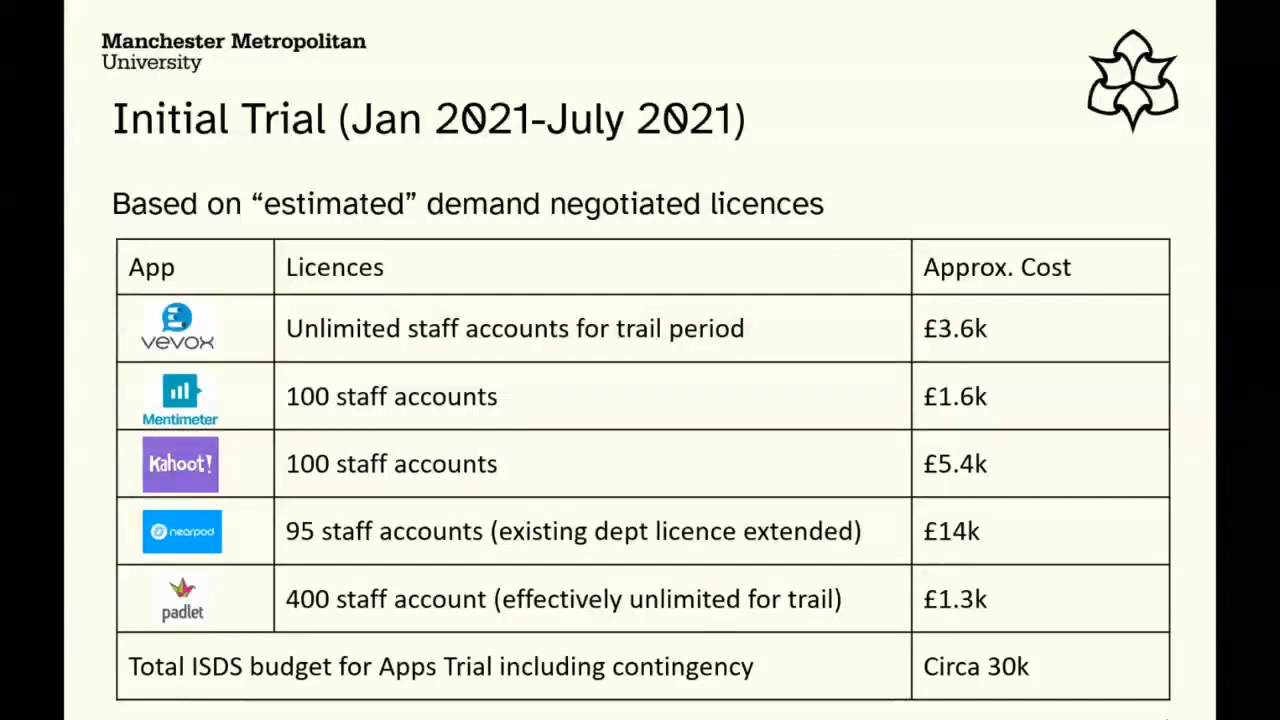 Manchester Metropolitan
University
Initial Trial (Jan 2021-July 2021)
Based on “estimated” demand negotiated licences
App Licences Approx. Cost
vevox Unlimited staff accounts for trail period £3.6k
Mentimeter 100 staff accounts £1.6k
Kahoot! 100 staff accounts £5.4k
nearpod 95 staff accounts (existing dept licence extended) £14k
padlet 400 staff account (effectively unlimited for trail) £1.3k
Total ISDS budget for Apps Trial including contingency Circa 30k